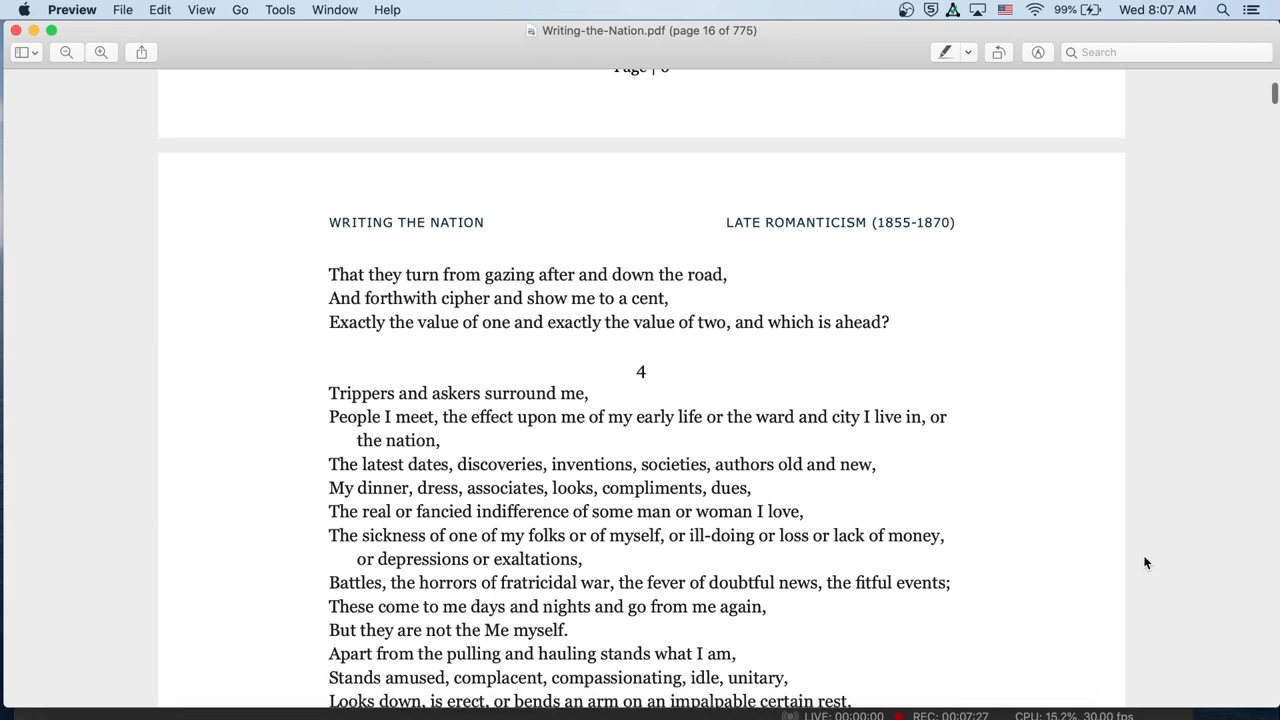 Preview File Edit View Go Tools Window Help 99% Wed 8:07 AM
Writing-the-Nation.pdf (page 16 of 775)
Search
WRITING THE NATION LATE ROMANTICISM (1855-1870)
That they turn from gazing after and down the road,
And forthwith cipher and show me to a cent,
Exactly the value of one and exactly the value of two, and which is ahead?
4
Trippers and askers surround me,
People I meet, the effect upon me of my early life or the ward and city I live in, or
the nation,
The latest dates, discoveries, inventions, societies, authors old and new,
My dinner, dress, associates, looks, compliments, dues,
The real or fancied indifference of some man or woman I love,
The sickness of one of my folks or of myself, or ill-doing or loss or lack of money,
or depressions or exaltations,
Battles, the horrors of fratricidal war, the fever of doubtful news, the fitful events;
These come to me days and nights and go from me again,
But they are not the Me myself.
Apart from the pulling and hauling stands what I am,
Stands amused, complacent, compassionating, idle, unitary,
Looks down, is erect, or bends an arm on an impalpable certain rest,
LIVE: 00:00:00 REC: 00:07:27 CPU: 15.2%, 30.00 fps